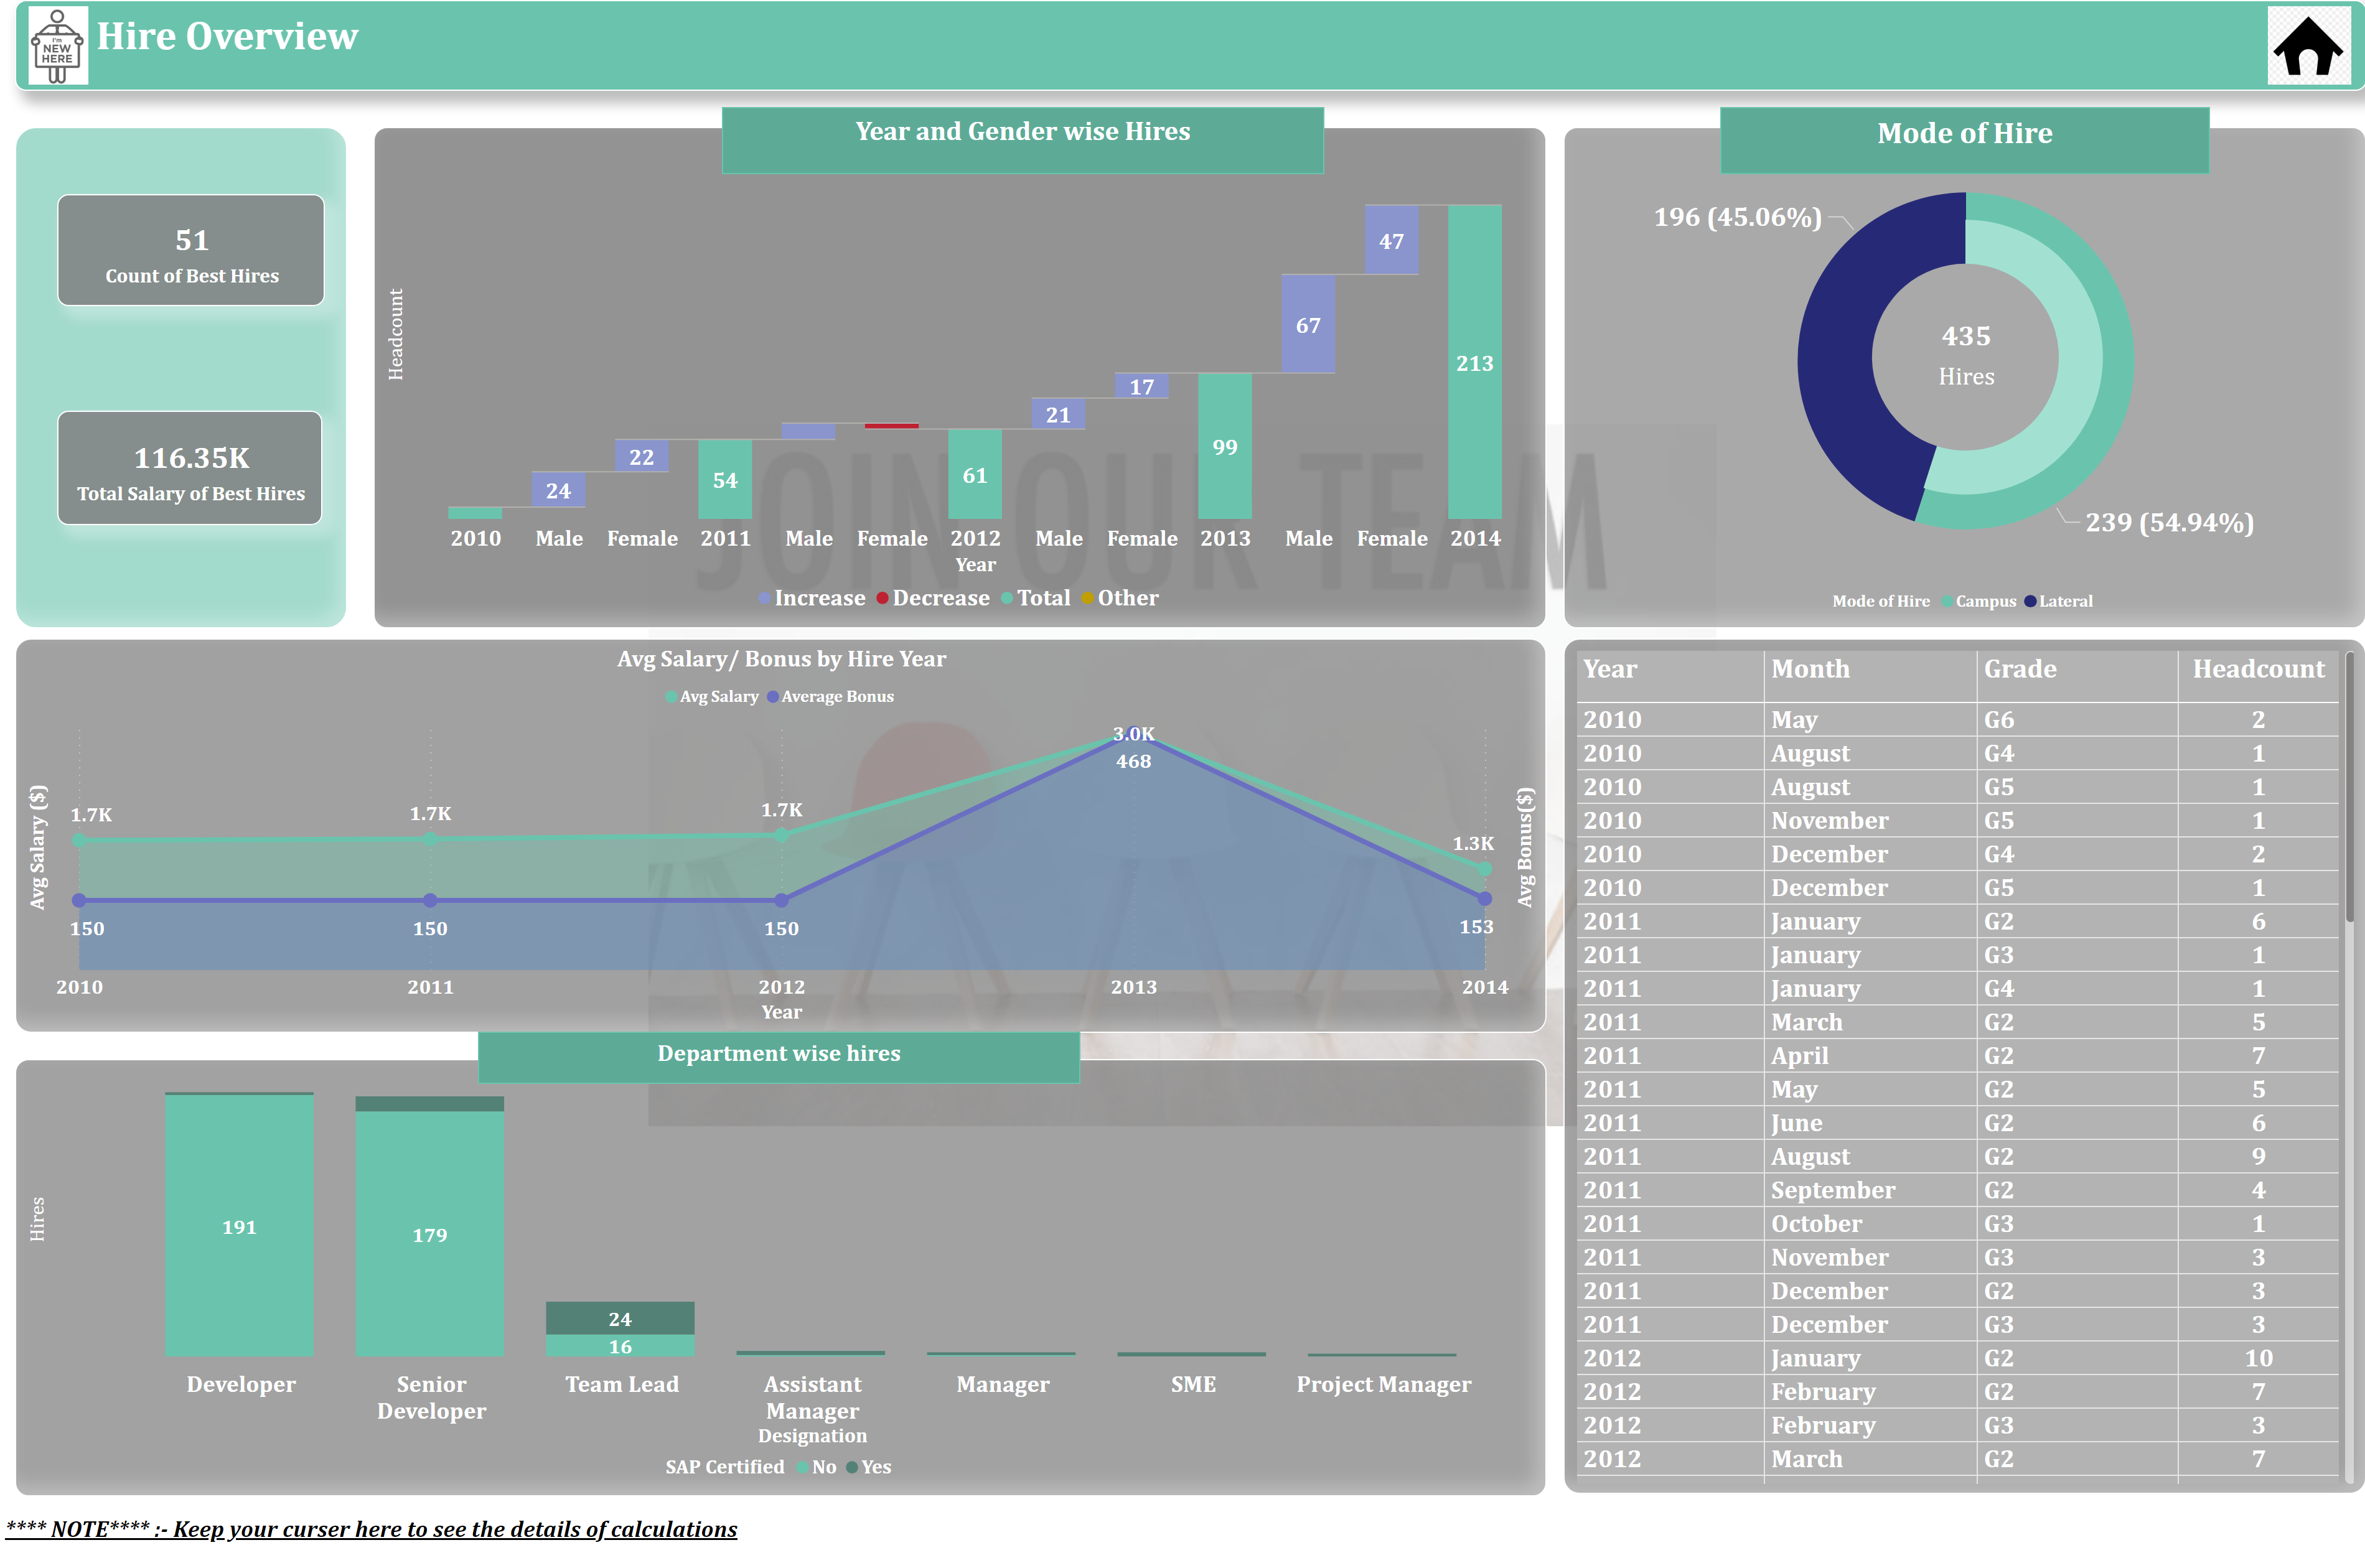 I'm
NEW
HERE
Hire Overview
51
Count of Best Hires
116.35K
Total Salary of Best Hires
Year and Gender wise Hires
Headcount
24
22
54
61
21
17
99
67
47
213
2010 Male Female 2011 Male Female 2012 Male Female 2013 Male Female 2014
Year
Increase Decrease Total Other
JOIN OUR TEAM
Mode of Hire
196 (45.06%)
435
Hires
239 (54.94%)
Mode of Hire Campus Lateral
Avg Salary/ Bonus by Hire Year
Avg Salary Average Bonus
Avg Salary ($)
Avg Bonus($)
1.7K 1.7K 1.7K 3.0K 1.3K
150 150 150 468 153
2010 2011 2012 2013 2014
Year
Department wise hires
Hires
191
179
24
16
Developer Senior Developer Team Lead Assistant Manager Manager SME Project Manager
Designation
SAP Certified No Yes
Year Month Grade Headcount
2010 May G6 2
2010 August G4 1
2010 August G5 1
2010 November G5 1
2010 December G4 2
2010 December G5 1
2011 January G2 6
2011 January G3 1
2011 January G4 1
2011 March G2 5
2011 April G2 7
2011 May G2 5
2011 June G2 6
2011 August G2 9
2011 September G2 4
2011 October G3 1
2011 November G3 3
2011 December G2 3
2011 December G3 3
2012 January G2 10
2012 February G2 7
2012 February G3 3
2012 March G2 7
**** NOTE**** :- Keep your curser here to see the details of calculations